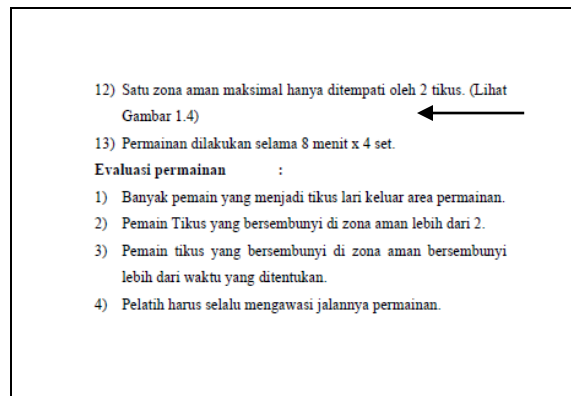 12) Satu zona aman maksimal hanya ditempati oleh 2 tikus. (Lihat
Gambar 1.4)
13) Permainan dilakukan selama 8 menit x 4 set.
Evaluasi permainan :
1) Banyak pemain yang menjadi tikus lari keluar area permainan.
2) Pemain Tikus yang bersembunyi di zona aman lebih dari 2.
3) Pemain tikus yang bersembunyi di zona aman bersembunyi
lebih dari waktu yang ditentukan.
4) Pelatih harus selalu mengawasi jalannya permainan.